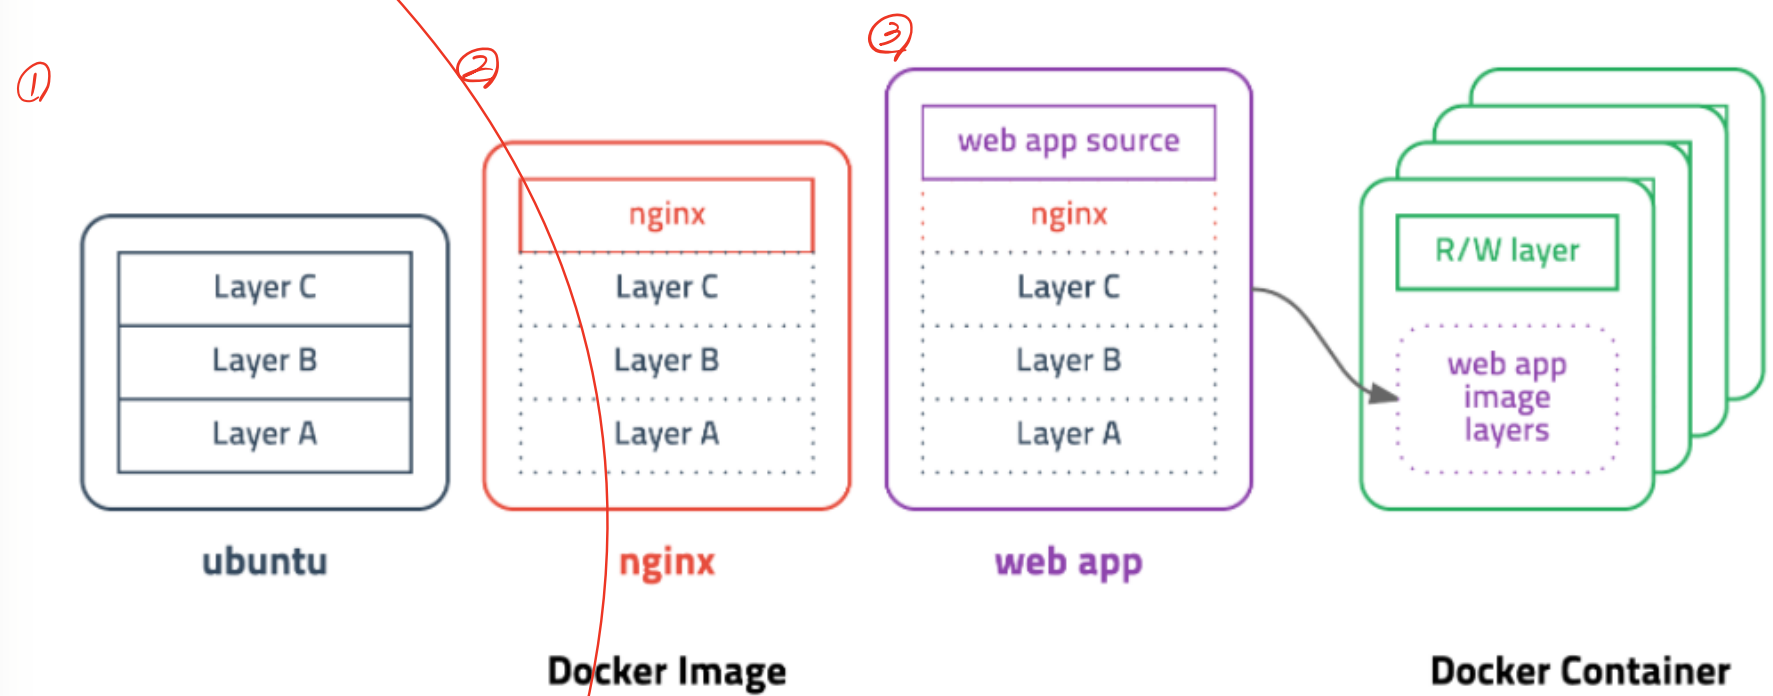 ①
②
③
Layer C
Layer B
Layer A
ubuntu
nginx
Layer C
Layer B
Layer A
nginx
web app source
nginx
Layer C
Layer B
Layer A
web app
Docker Image
R/W layer
web app
image
layers
Docker Container